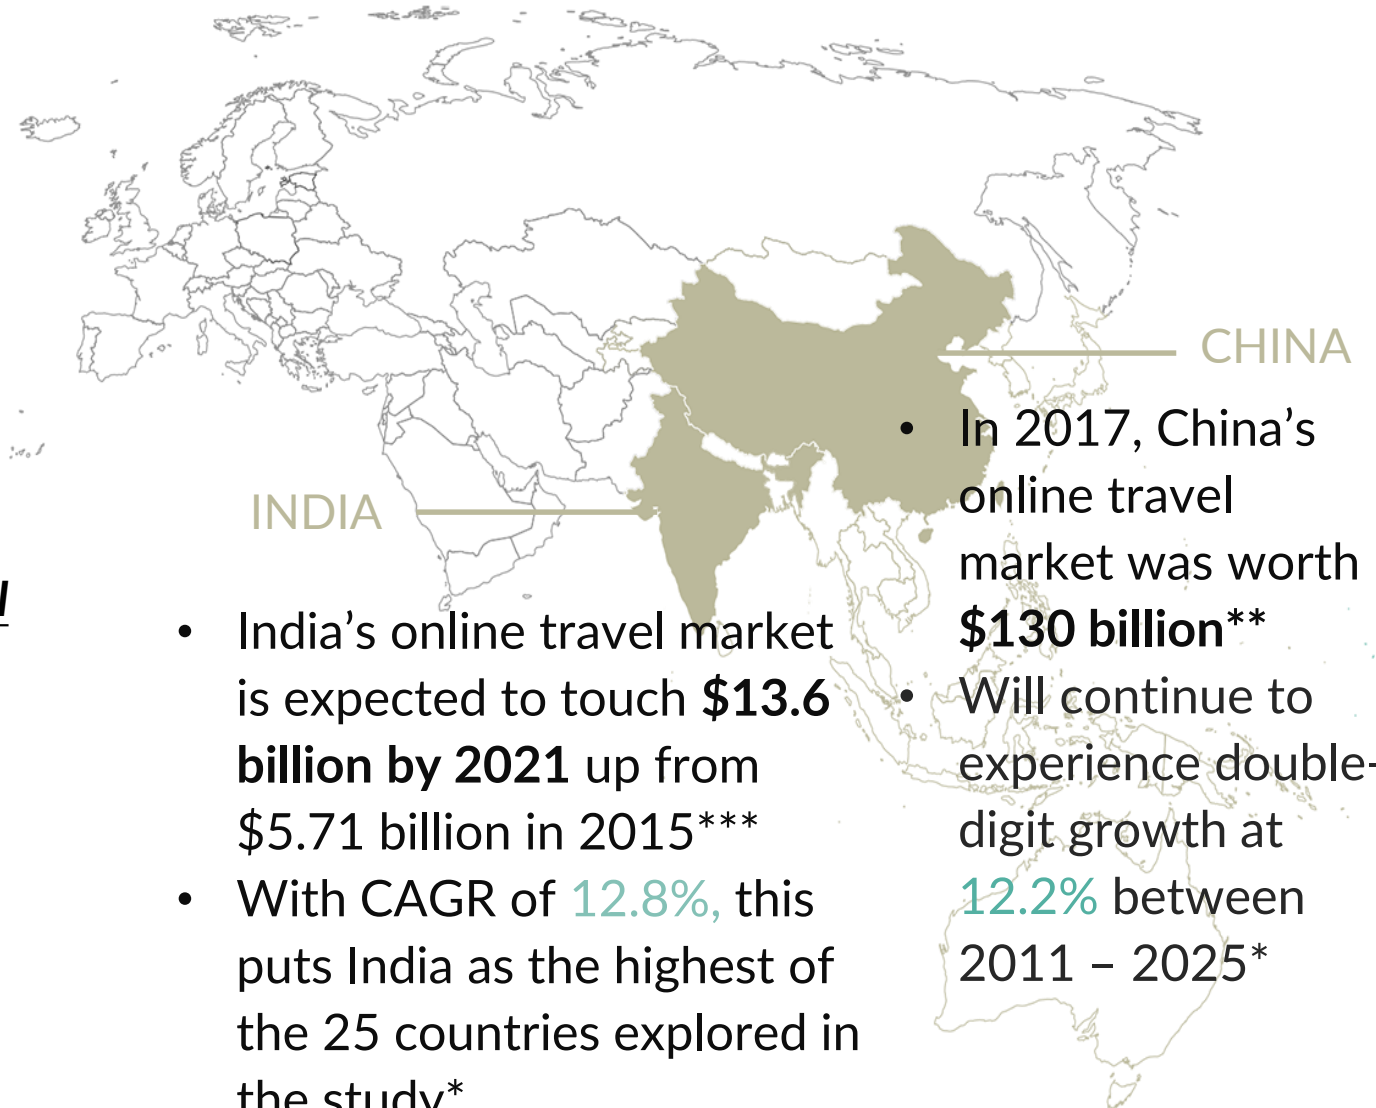 CHINA
• In 2017, China’s
online travel
market was worth
$130 billion**
• Will continue to
experience double-
digit growth at
12.2% between
2011 – 2025*
INDIA
• India’s online travel market
is expected to touch $13.6
billion by 2021 up from
$5.71 billion in 2015***
• With CAGR of 12.8%, this
puts India as the highest of
the 25 countries explored in
the study*